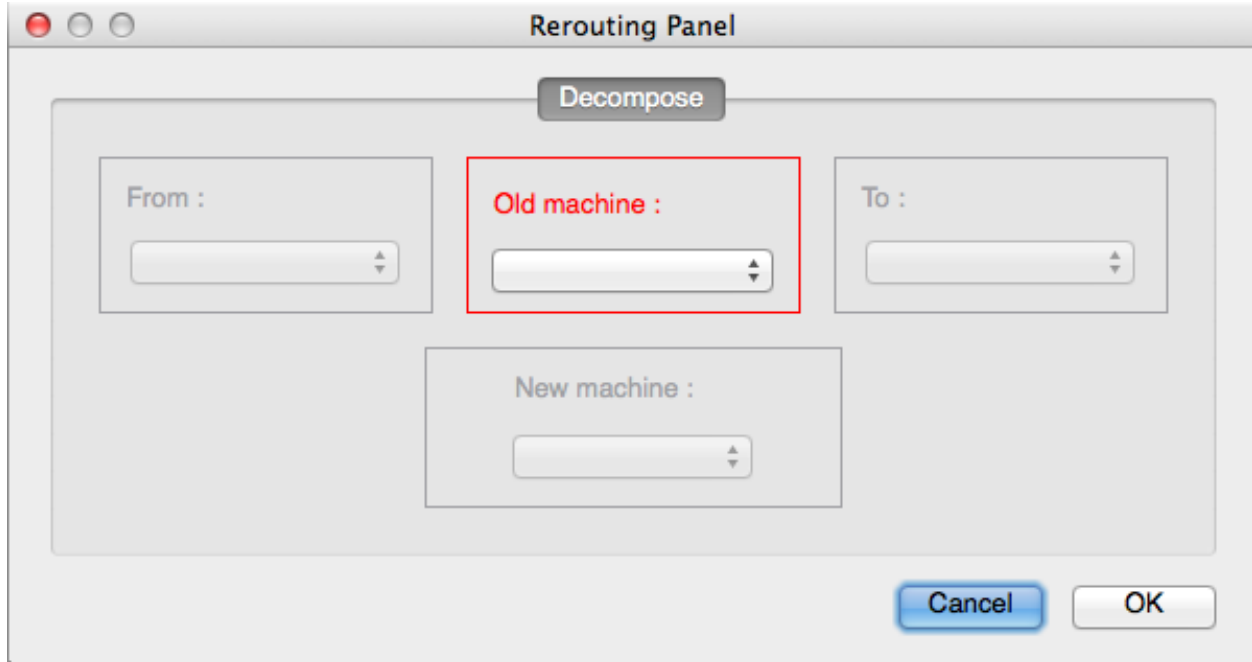 Rerouting Panel
Decompose
From :
Old machine :
To :
New machine :
Cancel
OK